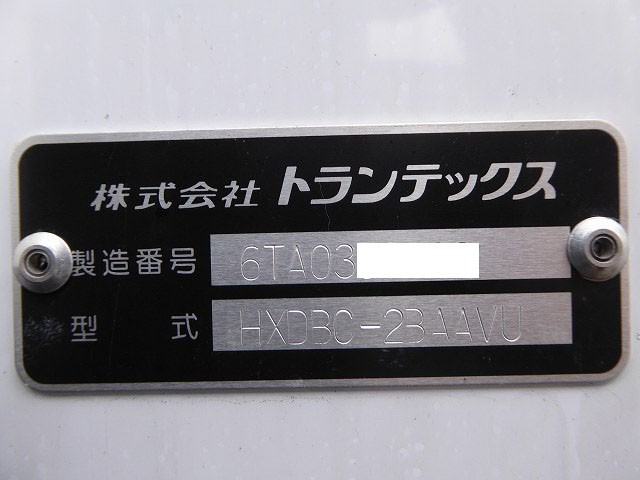 株式会社 トランテックス
製造番号 6TA03
型 式 HXDBC-2BAAVU